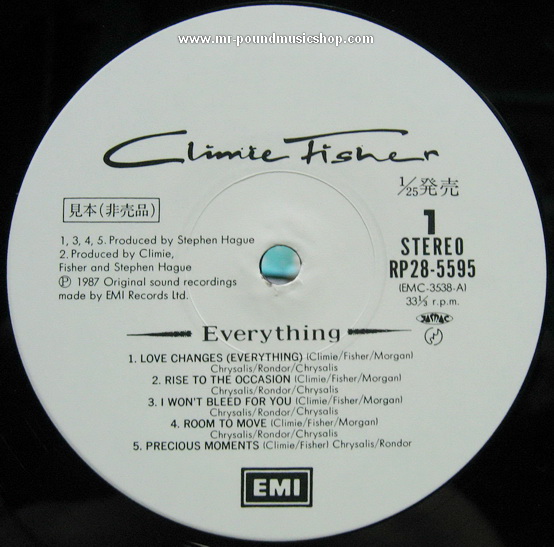 www.mr-poundmusicshop.com
Climie Fisher
1/25発売
見本(非売品)
1
STEREO
RP28-5595
(EMC-3538-A)
33⅓ r.p.m.
1, 3, 4, 5. Produced by Stephen Hague
2. Produced by Climie,
Fisher and Stephen Hague
Ⓟ 1987 Original sound recordings
made by EMI Records Ltd.
Everything
1. LOVE CHANGES (EVERYTHING) (Climie/Fisher/Morgan)
Chrysalis/Rondor/Chrysalis
2. RISE TO THE OCCASION (Climie/Fisher/Morgan)
Chrysalis/Rondor/Chrysalis
3. I WON'T BLEED FOR YOU (Climie/Fisher/Morgan)
Chrysalis/Rondor/Chrysalis
4. ROOM TO MOVE (Climie/Fisher/Morgan)
Chrysalis/Rondor/Chrysalis
5. PRECIOUS MOMENTS (Climie/Fisher) Chrysalis/Rondor
EMI